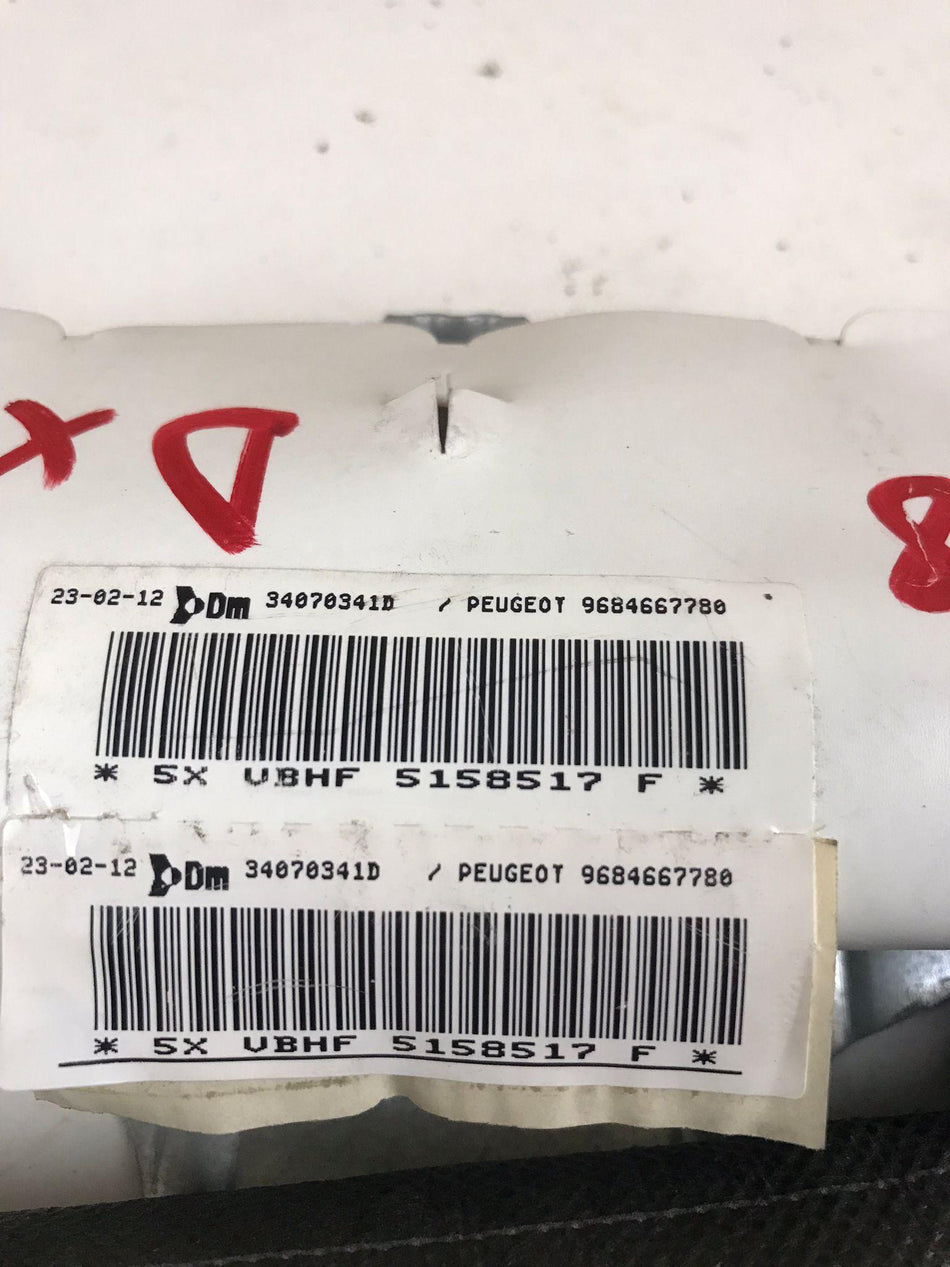 x D
8
23-02-12 Dm 34070341D / PEUGEOT 9684667780
* 5X VBHF 5158517 F *
23-02-12 Dm 34070341D / PEUGEOT 9684667780
* 5X VBHF 5158517 F *